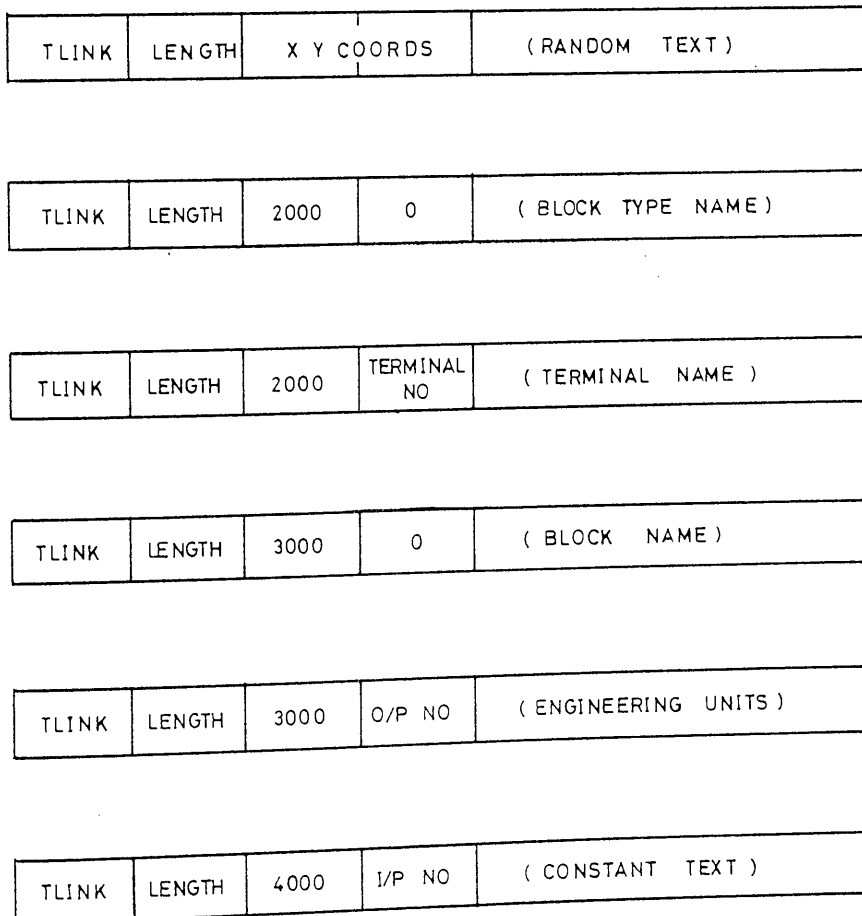 TLINK LENGTH X Y COORDS (RANDOM TEXT)
TLINK LENGTH 2000 0 (BLOCK TYPE NAME)
TLINK LENGTH 2000 TERMINAL NO (TERMINAL NAME)
TLINK LENGTH 3000 0 (BLOCK NAME)
TLINK LENGTH 3000 O/P NO (ENGINEERING UNITS)
TLINK LENGTH 4000 I/P NO (CONSTANT TEXT)